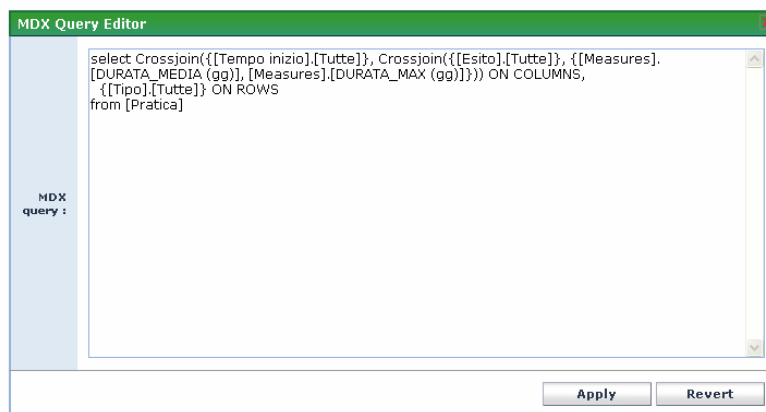 MDX Query Editor
select Crossjoin({[Tempo inizio].[Tutte]}, Crossjoin({[Esito].[Tutte]}, {[Measures].
[DURATA_MEDIA (gg)], [Measures].[DURATA_MAX (gg)]})) ON COLUMNS,
{[Tipo].[Tutte]} ON ROWS
from [Pratica]
MDX
query :
Apply Revert